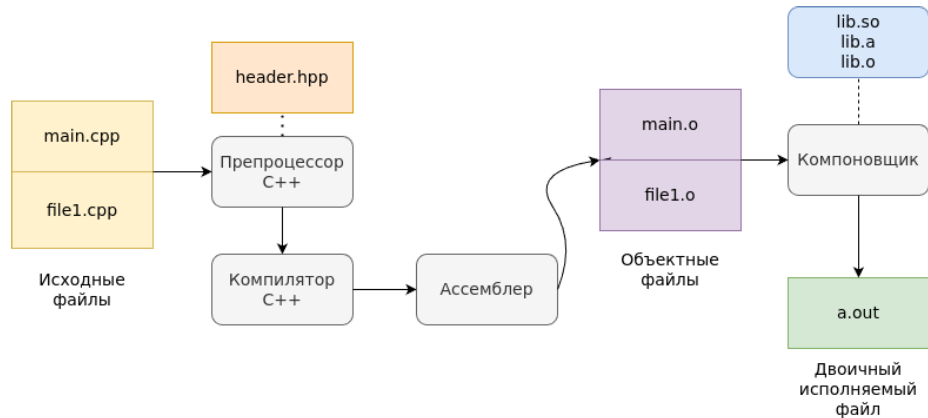 main.cpp
file1.cpp
Исходные
файлы
header.hpp
Препроцессор
C++
Компилятор
C++
Ассемблер
main.o
file1.o
Объектные
файлы
lib.so
lib.a
lib.o
Компоновщик
a.out
Двоичный
исполняемый
файл